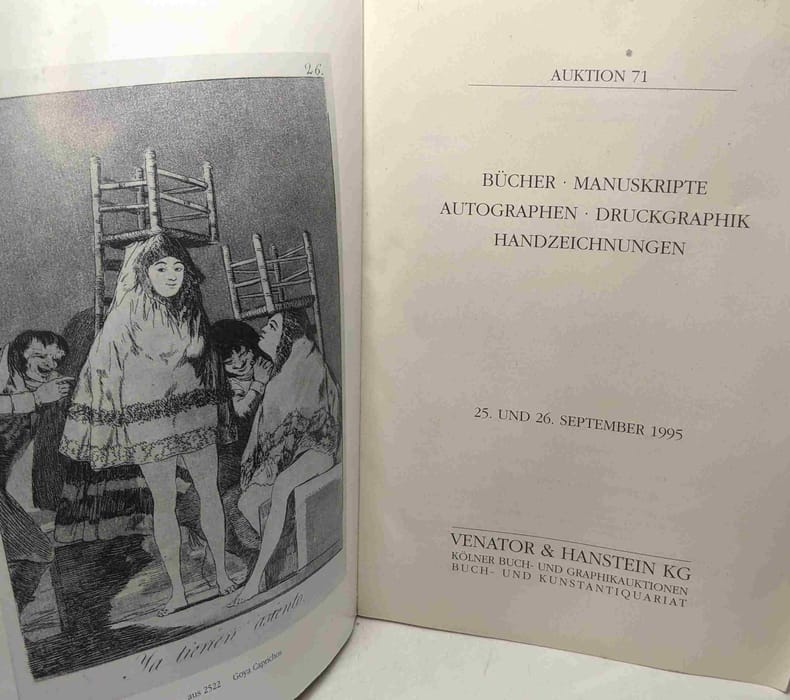 26.
Ya tienen asiento.
aus 2522 Goya Caprichos
AUKTION 71
BÜCHER · MANUSKRIPTE
AUTOGRAPHEN · DRUCKGRAPHIK
HANDZEICHNUNGEN
25. UND 26. SEPTEMBER 1995
VENATOR & HANSTEIN KG
KÖLNER BUCH- UND GRAPHIKAUKTIONEN
BUCH- UND KUNSTANTIQUARIAT